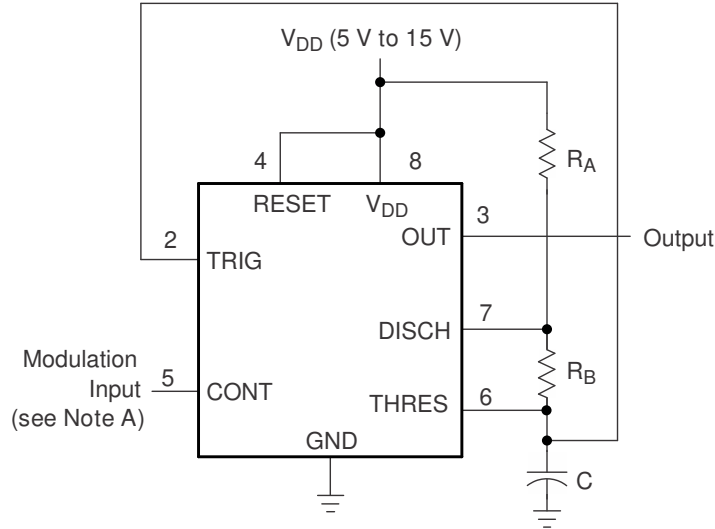 V_DD (5 V to 15 V)
4
8
R_A
RESET
V_DD
3
2
OUT
Output
TRIG
7
DISCH
Modulation
Input
(see Note A)
5
CONT
R_B
THRES
6
GND
C